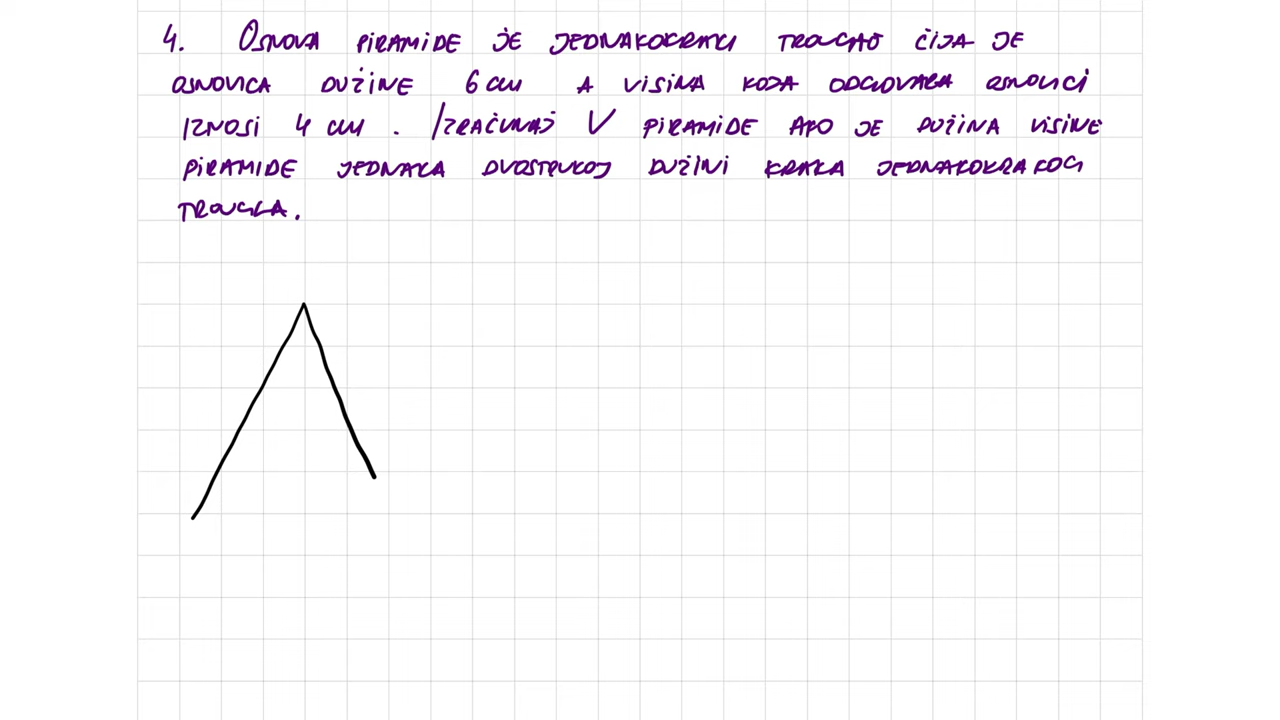 4. OSNOVA PIRAMIDE JE JEDNAKOKRAKI TROUGAO ČIJA JE
OSNOVICA DUŽINE 6 cm A VISINA KOJA ODGOVARA OSNOVICI
IZNOSI 4 cm. IZRAČUNAJ V PIRAMIDE AKO JE DUŽINA VISINE
PIRAMIDE JEDNAKA DVOSTRUKOJ DUŽINI KRAKA JEDNAKOKRAKOG
TROUGLA.